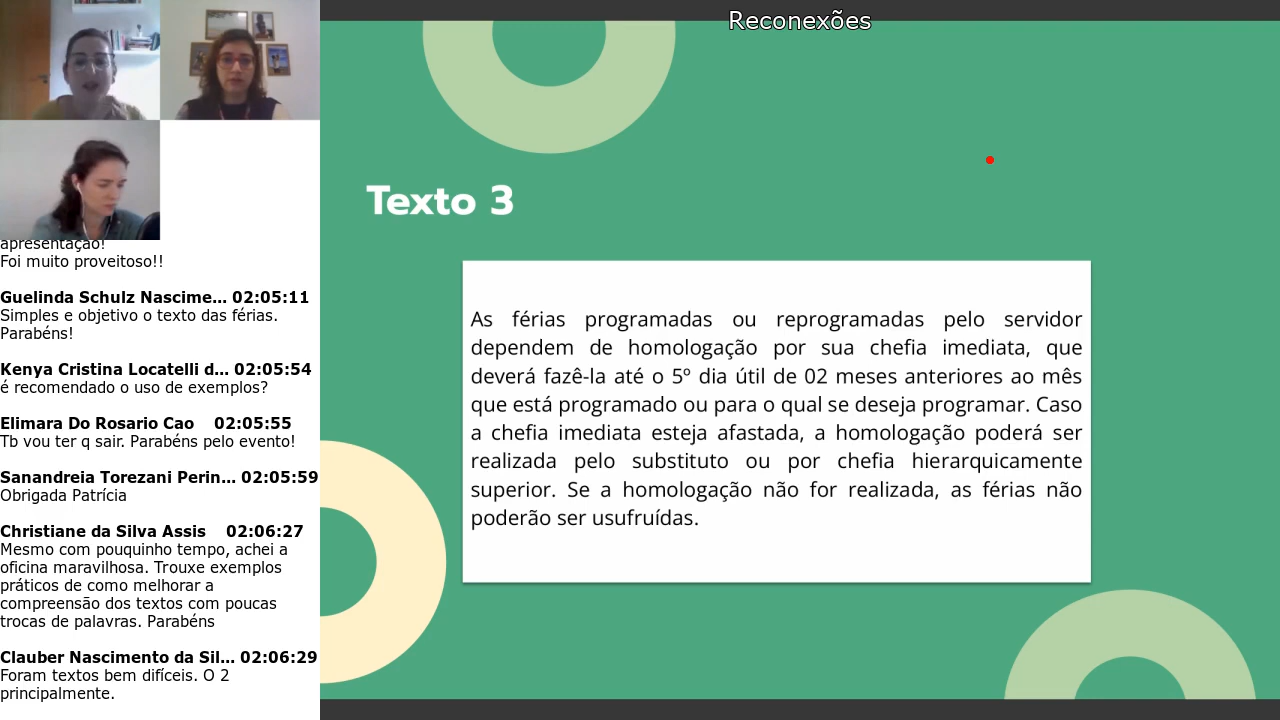 Reconexões
apresentação!
Foi muito proveitoso!!
Guelinda Schulz Nascime... 02:05:11
Simples e objetivo o texto das férias.
Parabéns!
Kenya Cristina Locatelli d... 02:05:54
é recomendado o uso de exemplos?
Elimara Do Rosario Cao 02:05:55
Tb vou ter q sair. Parabéns pelo evento!
Sanandreia Torezani Perin... 02:05:59
Obrigada Patrícia
Christiane da Silva Assis 02:06:27
Mesmo com pouquinho tempo, achei a
oficina maravilhosa. Trouxe exemplos
práticos de como melhorar a
compreensão dos textos com poucas
trocas de palavras. Parabéns
Clauber Nascimento da Sil... 02:06:29
Foram textos bem difíceis. O 2
principalmente.
Texto 3
As férias programadas ou reprogramadas pelo servidor
dependem de homologação por sua chefia imediata, que
deverá fazê-la até o 5º dia útil de 02 meses anteriores ao mês
que está programado ou para o qual se deseja programar. Caso
a chefia imediata esteja afastada, a homologação poderá ser
realizada pelo substituto ou por chefia hierarquicamente
superior. Se a homologação não for realizada, as férias não
poderão ser usufruídas.